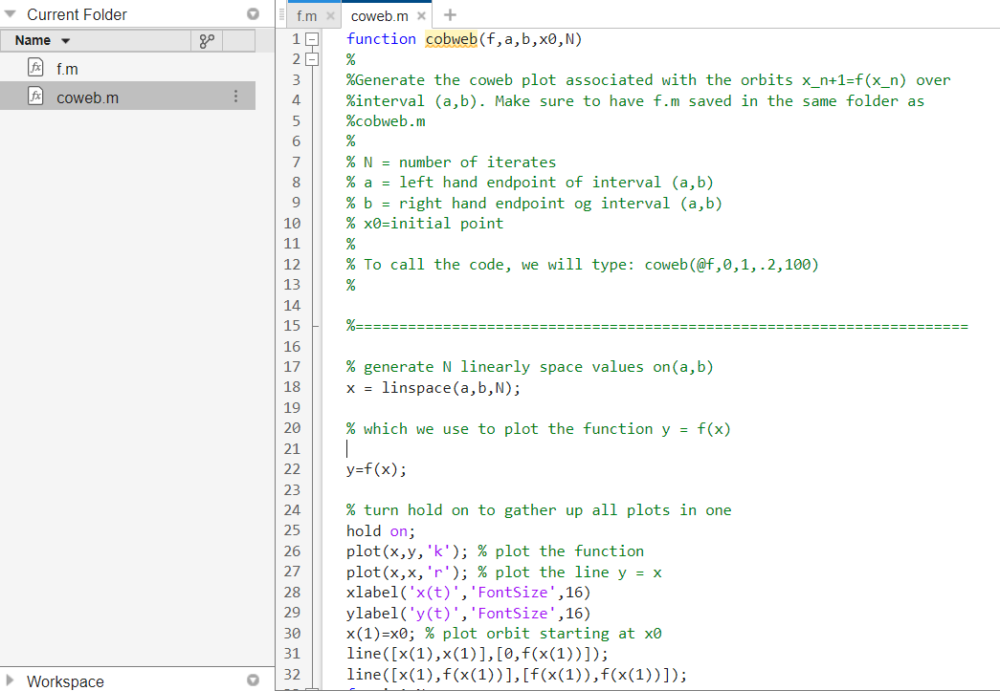 Current Folder
Name
f.m
coweb.m
Workspace
f.m × coweb.m × +
1 function cobweb(f,a,b,x0,N)
2 %
3 %Generate the coweb plot associated with the orbits x_n+1=f(x_n) over
4 %interval (a,b). Make sure to have f.m saved in the same folder as
5 %cobweb.m
6 %
7 % N = number of iterates
8 % a = left hand endpoint of interval (a,b)
9 % b = right hand endpoint og interval (a,b)
10 % x0=initial point
11 %
12 % To call the code, we will type: coweb(@f,0,1,.2,100)
13 %
14
15 %======================================================================
16
17 % generate N linearly space values on(a,b)
18 x = linspace(a,b,N);
19
20 % which we use to plot the function y = f(x)
21
22 y=f(x);
23
24 % turn hold on to gather up all plots in one
25 hold on;
26 plot(x,y,'k'); % plot the function
27 plot(x,x,'r'); % plot the line y = x
28 xlabel('x(t)','FontSize',16)
29 ylabel('y(t)','FontSize',16)
30 x(1)=x0; % plot orbit starting at x0
31 line([x(1),x(1)],[0,f(x(1))]);
32 line([x(1),f(x(1))],[f(x(1)),f(x(1))]);